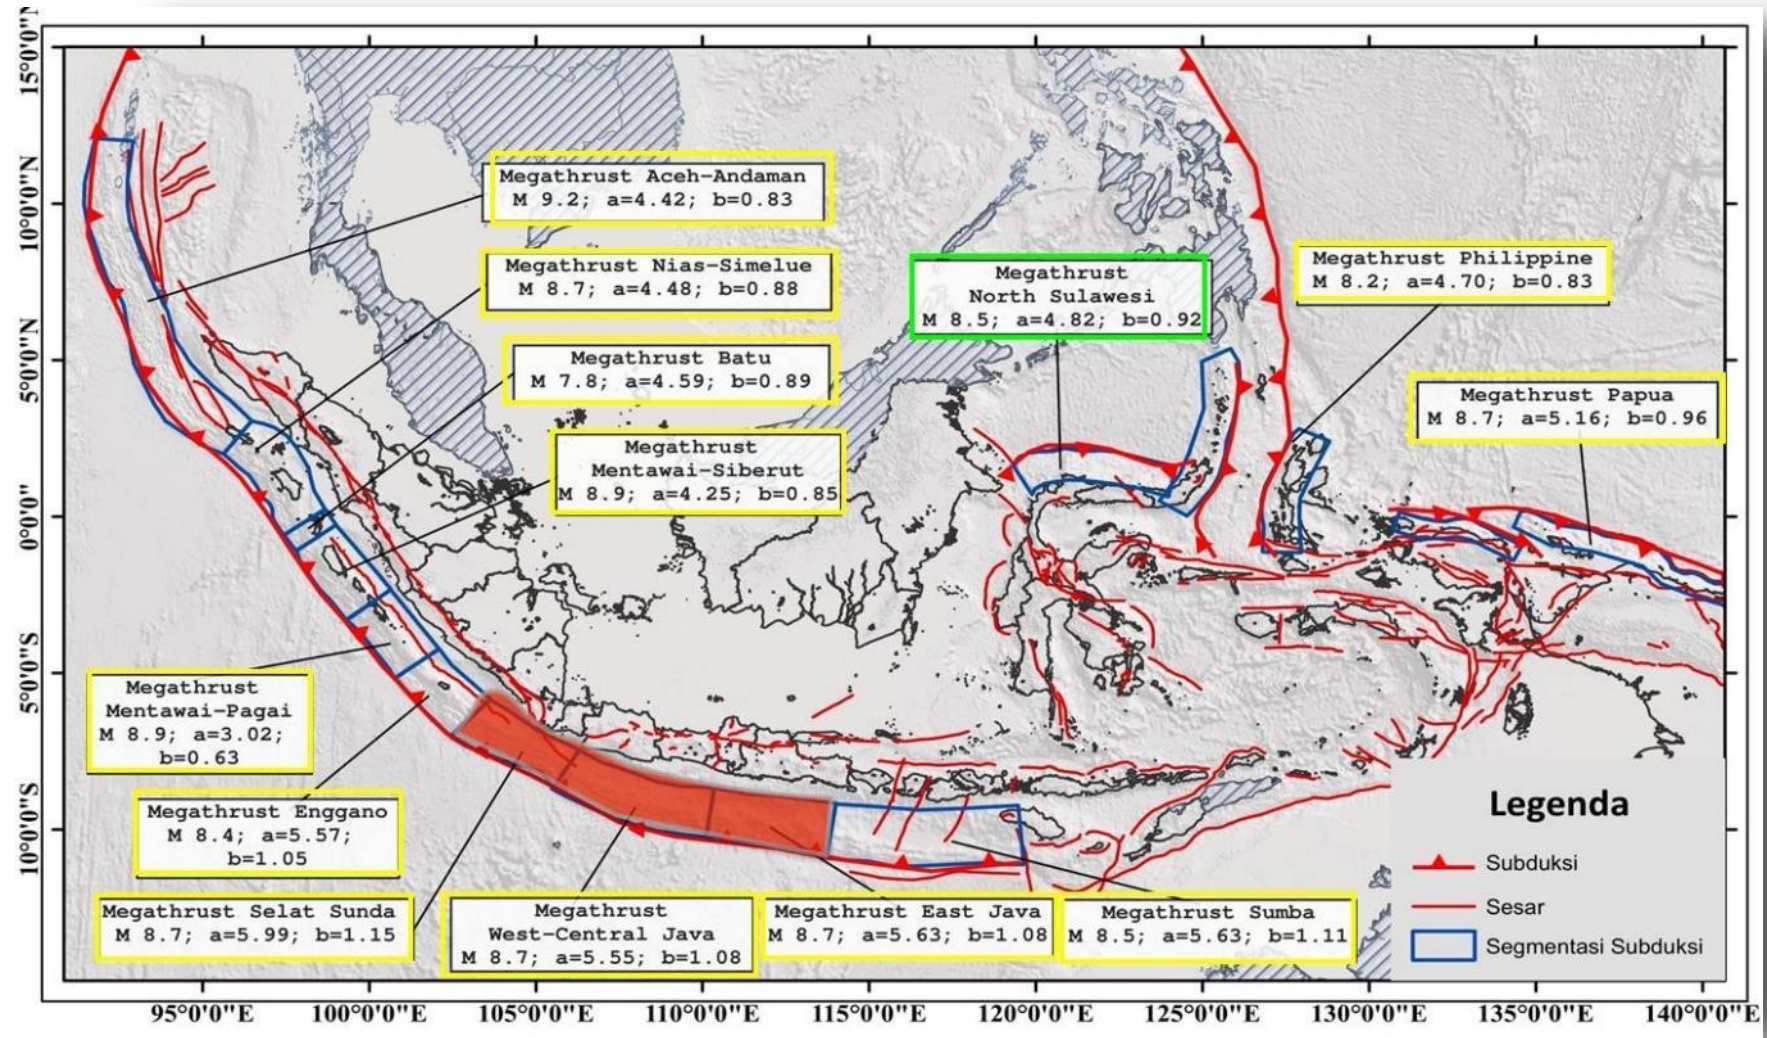 15°0'0"N
10°0'0"N
5°0'0"N
0°0'0"
5°0'0"S
10°0'0"S
Megathrust Aceh-Andaman
M 9.2; a=4.42; b=0.83
Megathrust Nias-Simelue
M 8.7; a=4.48; b=0.88
Megathrust Batu
M 7.8; a=4.59; b=0.89
Megathrust
Mentawai-Siberut
M 8.9; a=4.25; b=0.85
Megathrust
North Sulawesi
M 8.5; a=4.82; b=0.92
Megathrust Philippine
M 8.2; a=4.70; b=0.83
Megathrust Papua
M 8.7; a=5.16; b=0.96
Megathrust
Mentawai-Pagai
M 8.9; a=3.02;
b=0.63
Megathrust Enggano
M 8.4; a=5.57;
b=1.05
Megathrust Selat Sunda
M 8.7; a=5.99; b=1.15
Megathrust
West-Central Java
M 8.7; a=5.55; b=1.08
Megathrust East Java
M 8.7; a=5.63; b=1.08
Megathrust Sumba
M 8.5; a=5.63; b=1.11
Legenda
Subduksi
Sesar
Segmentasi Subduksi
95°0'0"E
100°0'0"E
105°0'0"E
110°0'0"E
115°0'0"E
120°0'0"E
125°0'0"E
130°0'0"E
135°0'0"E
140°0'0"E